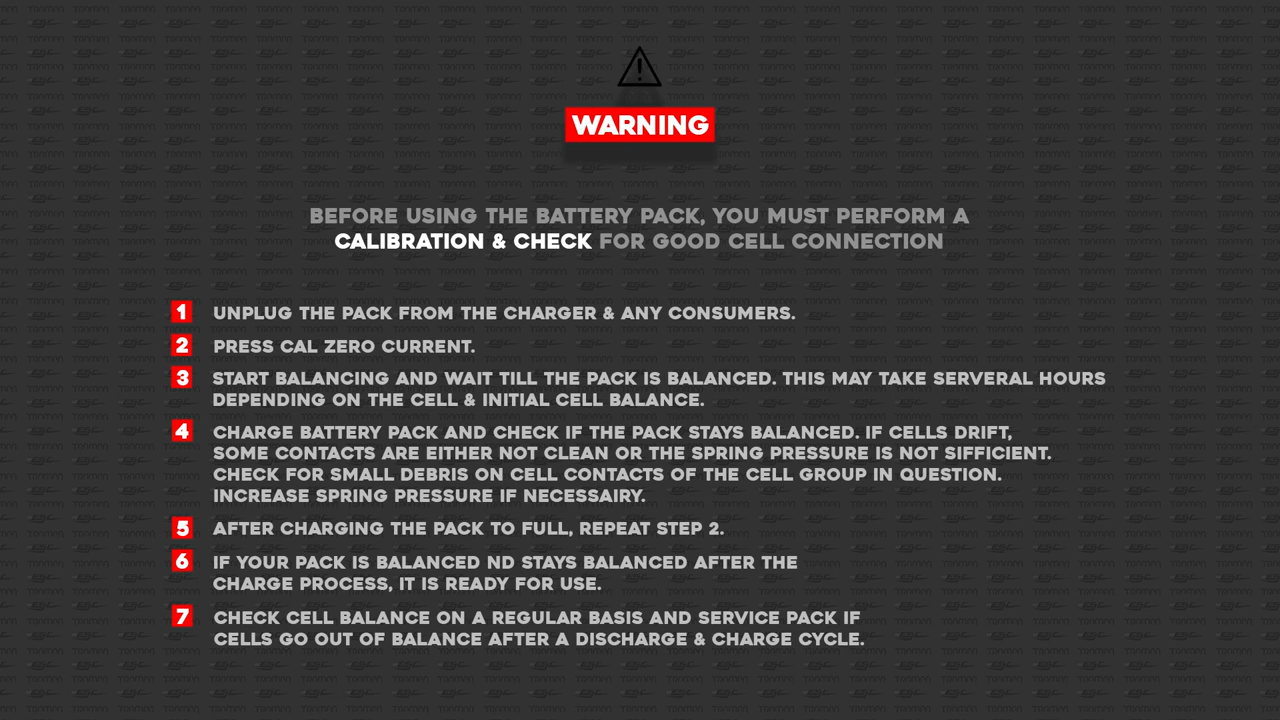 WARNING
BEFORE USING THE BATTERY PACK, YOU MUST PERFORM A
CALIBRATION & CHECK FOR GOOD CELL CONNECTION
1 UNPLUG THE PACK FROM THE CHARGER & ANY CONSUMERS.
2 PRESS CAL ZERO CURRENT.
3 START BALANCING AND WAIT TILL THE PACK IS BALANCED. THIS MAY TAKE SERVERAL HOURS
DEPENDING ON THE CELL & INITIAL CELL BALANCE.
4 CHARGE BATTERY PACK AND CHECK IF THE PACK STAYS BALANCED. IF CELLS DRIFT,
SOME CONTACTS ARE EITHER NOT CLEAN OR THE SPRING PRESSURE IS NOT SIFFICIENT.
CHECK FOR SMALL DEBRIS ON CELL CONTACTS OF THE CELL GROUP IN QUESTION.
INCREASE SPRING PRESSURE IF NECESSAIRY.
5 AFTER CHARGING THE PACK TO FULL, REPEAT STEP 2.
6 IF YOUR PACK IS BALANCED ND STAYS BALANCED AFTER THE
CHARGE PROCESS, IT IS READY FOR USE.
7 CHECK CELL BALANCE ON A REGULAR BASIS AND SERVICE PACK IF
CELLS GO OUT OF BALANCE AFTER A DISCHARGE & CHARGE CYCLE.